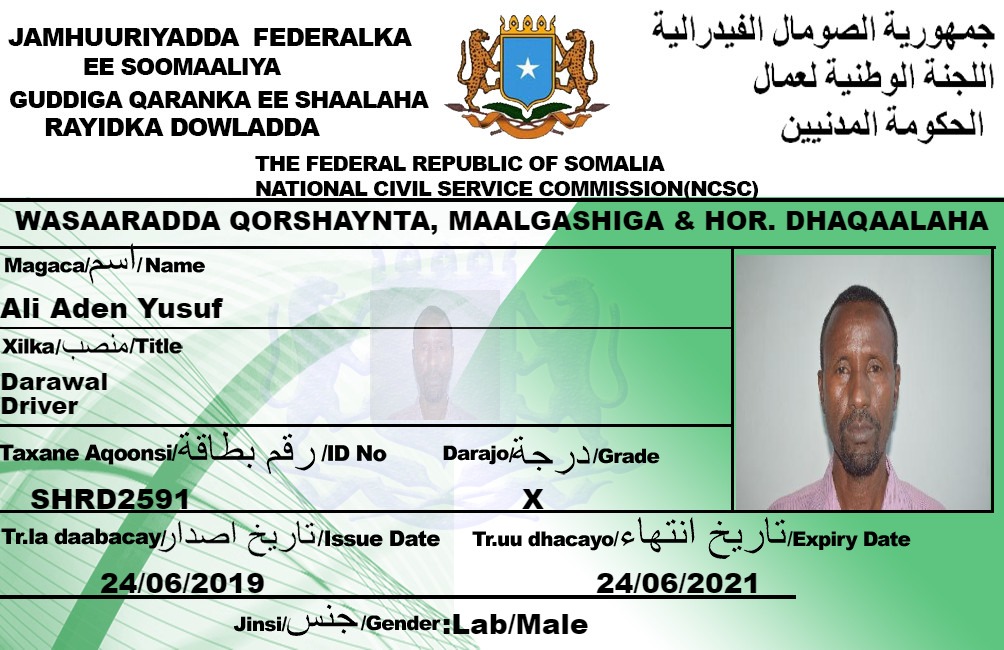 JAMHUURIYADDA FEDERALKA
EE SOOMAALIYA
GUDDIGA QARANKA EE SHAALAHA
RAYIDKA DOWLADDA
جمهورية الصومال الفيدرالية
اللجنة الوطنية لعمال
الحكومة المدنيين
THE FEDERAL REPUBLIC OF SOMALIA
NATIONAL CIVIL SERVICE COMMISSION(NCSC)
WASAARADDA QORSHAYNTA, MAALGASHIGA & HOR. DHAQAALAHA
Magaca/اسم/Name
Ali Aden Yusuf
Xilka/منصب/Title
Darawal
Driver
Taxane Aqoonsi/رقم بطاقة/ID No
Darajo/درجة/Grade
SHRD2591
X
Tr.la daabacay/تاريخ اصدار/Issue Date
Tr.uu dhacayo/تاريخ انتهاء/Expiry Date
24/06/2019
24/06/2021
Jinsi/جنس/Gender:Lab/Male